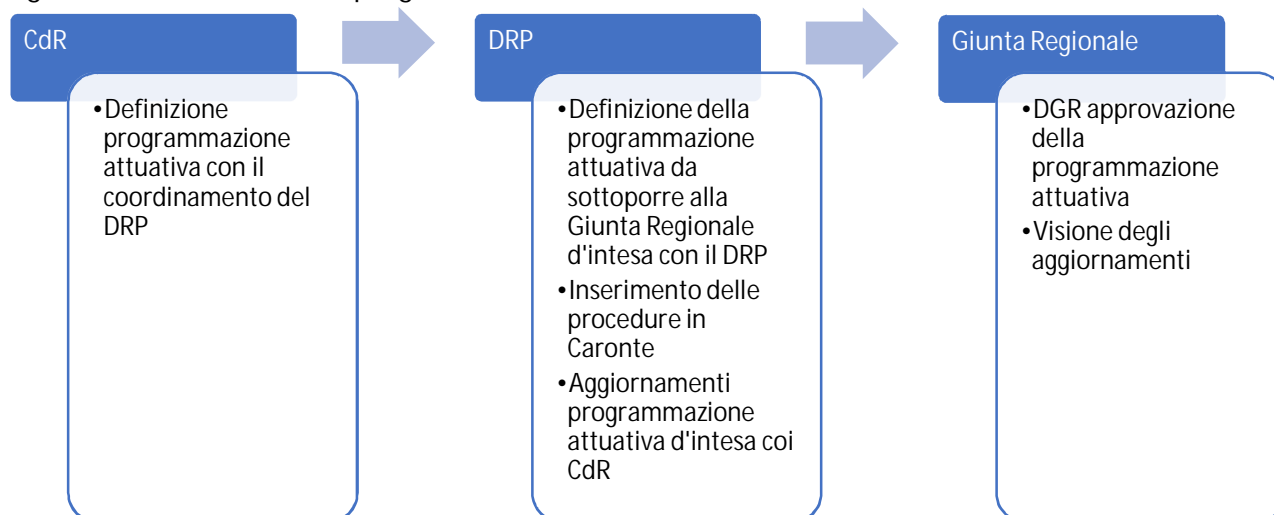 CdR
•Definizione
programmazione
attuativa con il
coordinamento del
DRP
DRP
•Definizione della
programmazione
attuativa da
sottoporre alla
Giunta Regionale
d'intesa con il DRP
•Inserimento delle
procedure in
Caronte
•Aggiornamenti
programmazione
attuativa d'intesa coi
CdR
Giunta Regionale
•DGR approvazione
della
programmazione
attuativa
•Visione degli
aggiornamenti